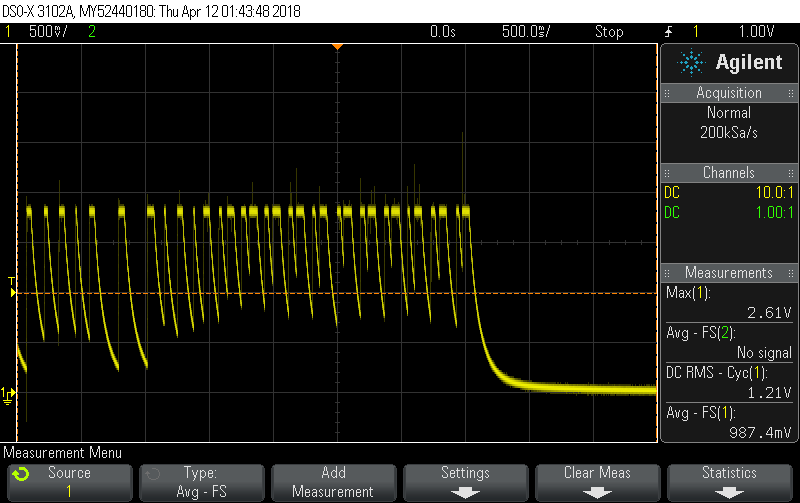 DSO-X 3102A, MY52440180: Thu Apr 12 01:43:48 2018
1 500mV/ 2 0.0s 500.0ms/ Stop 1 1.00V
Agilent
Acquisition
Normal
200kSa/s
Channels
DC 10.0:1
DC 1.00:1
Measurements
Max(1):
2.61V
Avg - FS(2):
No signal
DC RMS - Cyc(1):
1.21V
Avg - FS(1):
987.4mV
T
1
Measurement Menu
Source
1
Type:
Avg - FS
Add
Measurement
Settings
Clear Meas
Statistics